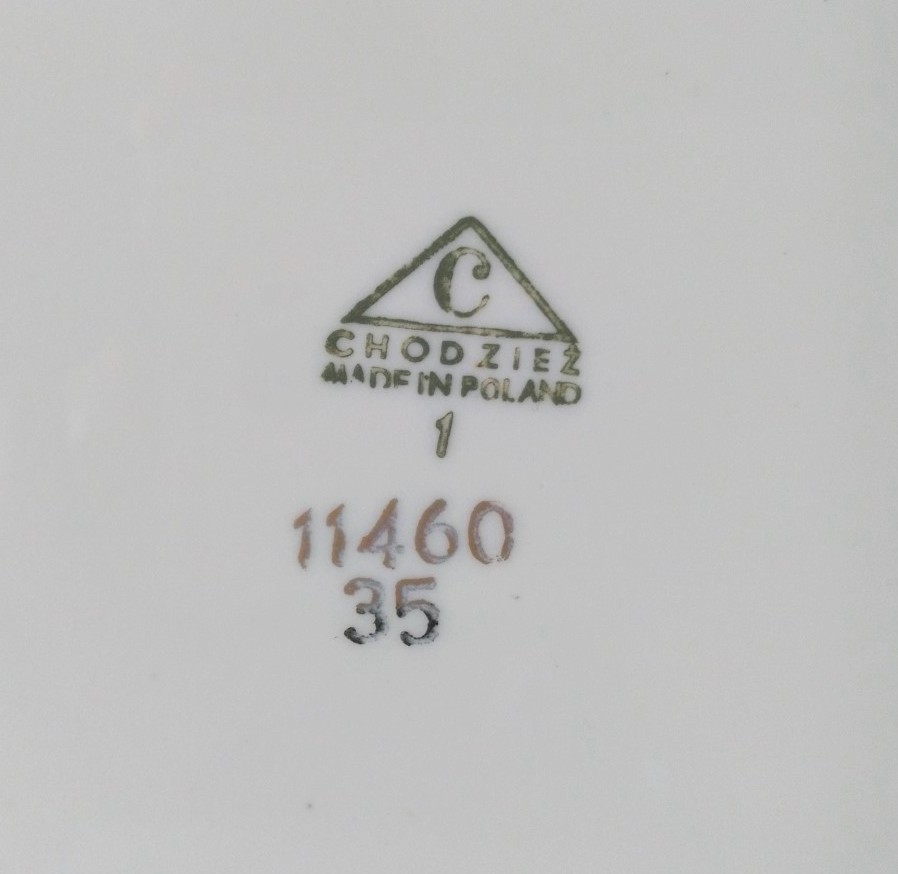 C
CHODZIEŻ
MADE IN POLAND
1
11460
35